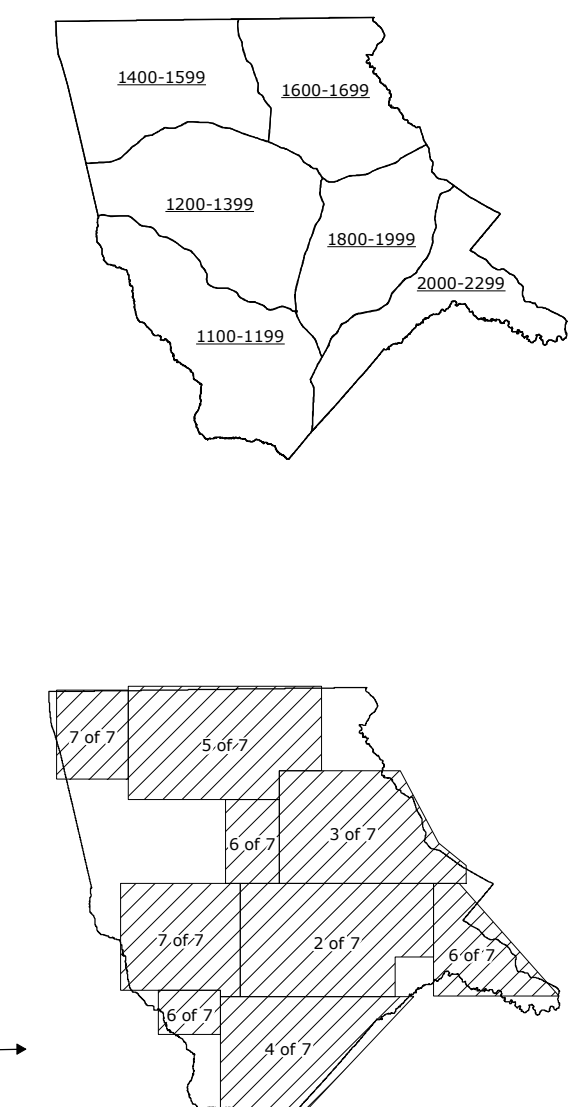 1400-1599
1600-1699
1200-1399
1800-1999
2000-2299
1100-1199
7 of 7
5 of 7
3 of 7
6 of 7
7 of 7
2 of 7
6 of 7
6 of 7
4 of 7